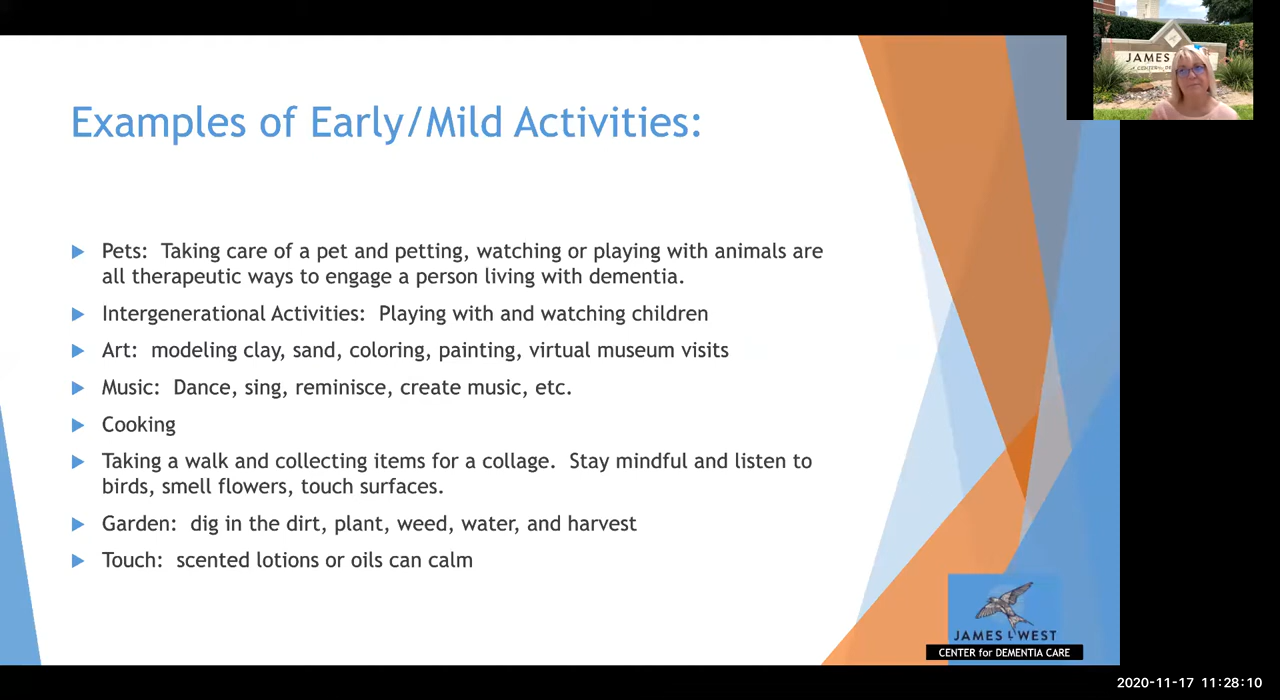 JAMES
A CENTER for DE
Examples of Early/Mild Activities:
Pets: Taking care of a pet and petting, watching or playing with animals are
all therapeutic ways to engage a person living with dementia.
Intergenerational Activities: Playing with and watching children
Art: modeling clay, sand, coloring, painting, virtual museum visits
Music: Dance, sing, reminisce, create music, etc.
Cooking
Taking a walk and collecting items for a collage. Stay mindful and listen to
birds, smell flowers, touch surfaces.
Garden: dig in the dirt, plant, weed, water, and harvest
Touch: scented lotions or oils can calm
JAMES L WEST
CENTER for DEMENTIA CARE
2020-11-17 11:28:10